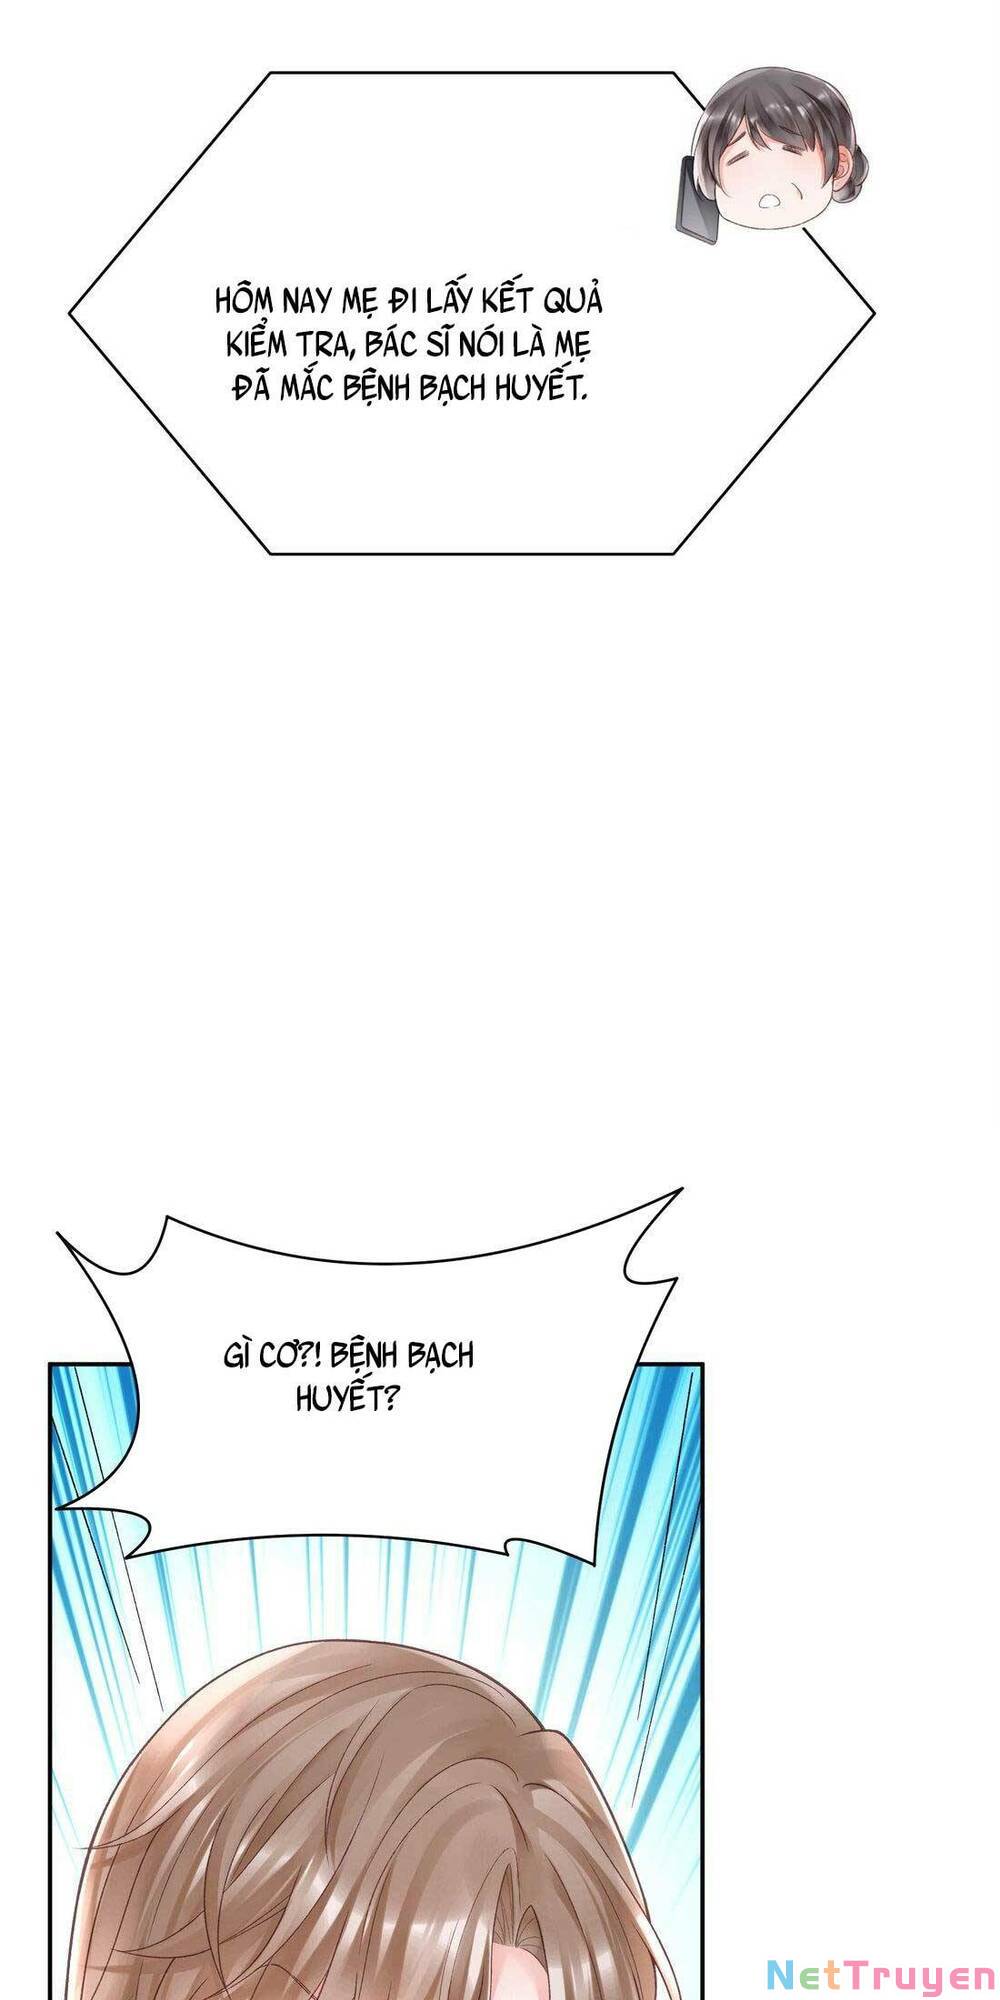 HÔM NAY MẸ ĐI LẤY KẾT QUẢ
KIỂM TRA, BÁC SĨ NÓI LÀ MẸ
ĐÃ MẮC BỆNH BẠCH HUYẾT.
GÌ CƠ?! BỆNH BẠCH
HUYẾT?
NetTruyen